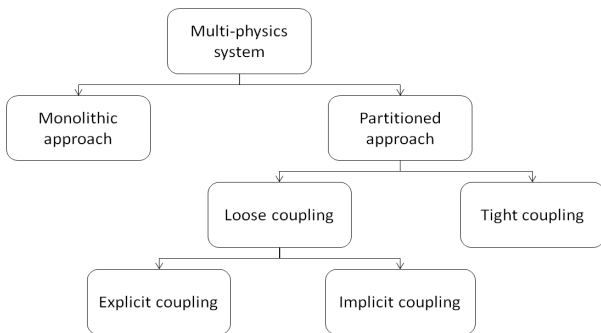 Multi-physics
system
Monolithic
approach
Partitioned
approach
Loose coupling
Tight coupling
Explicit coupling
Implicit coupling